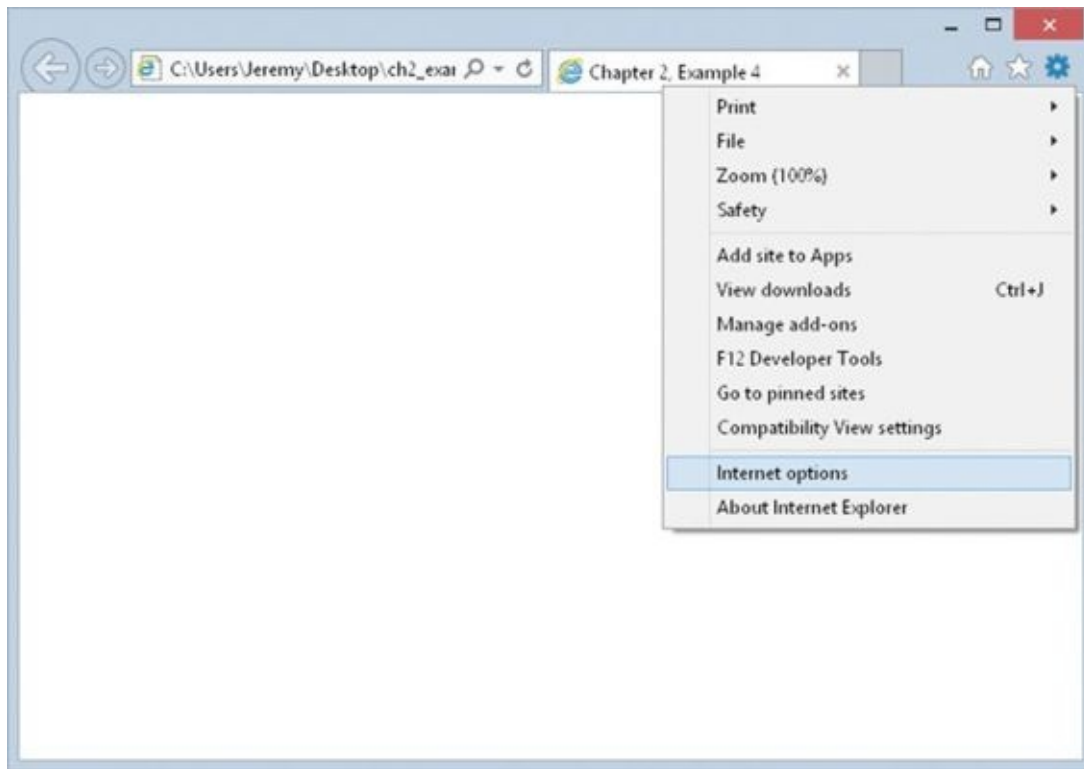 C:\Users\Jeremy\Desktop\ch2_exar
Chapter 2, Example 4
Print
File
Zoom (100%)
Safety
Add site to Apps
View downloads Ctrl+J
Manage add-ons
F12 Developer Tools
Go to pinned sites
Compatibility View settings
Internet options
About Internet Explorer